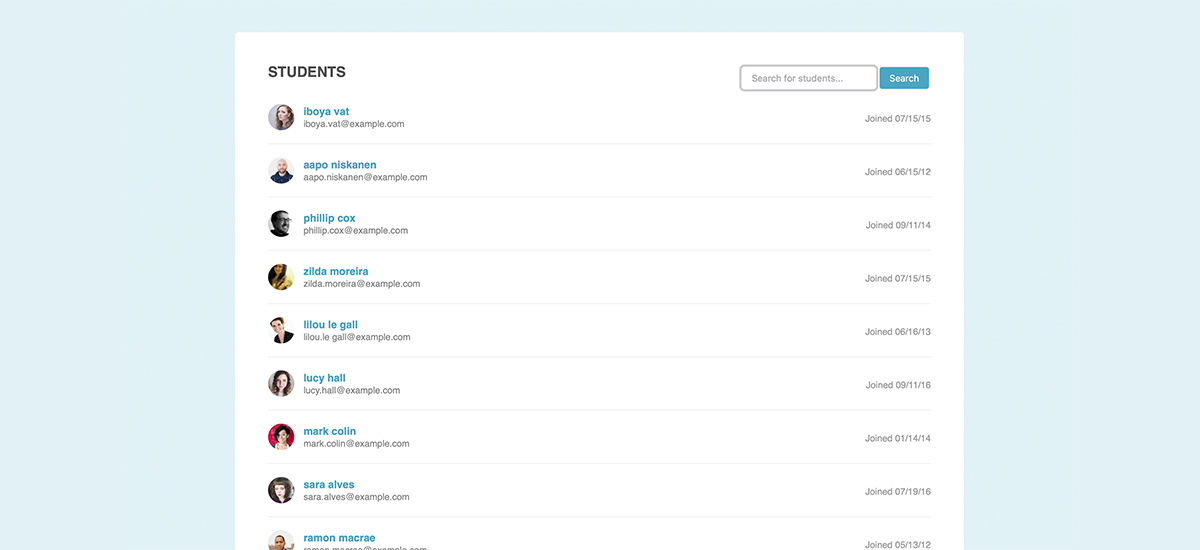 STUDENTS
Search for students...
Search
iboya vat
iboya.vat@example.com
Joined 07/15/15
aapo niskanen
aapo.niskanen@example.com
Joined 06/15/12
phillip cox
phillip.cox@example.com
Joined 09/11/14
zilda moreira
zilda.moreira@example.com
Joined 07/15/15
lilou le gall
lilou.le gall@example.com
Joined 06/16/13
lucy hall
lucy.hall@example.com
Joined 09/11/16
mark colin
mark.colin@example.com
Joined 01/14/14
sara alves
sara.alves@example.com
Joined 07/19/16
ramon macrae
ramon.macrae@example.com
Joined 05/13/12